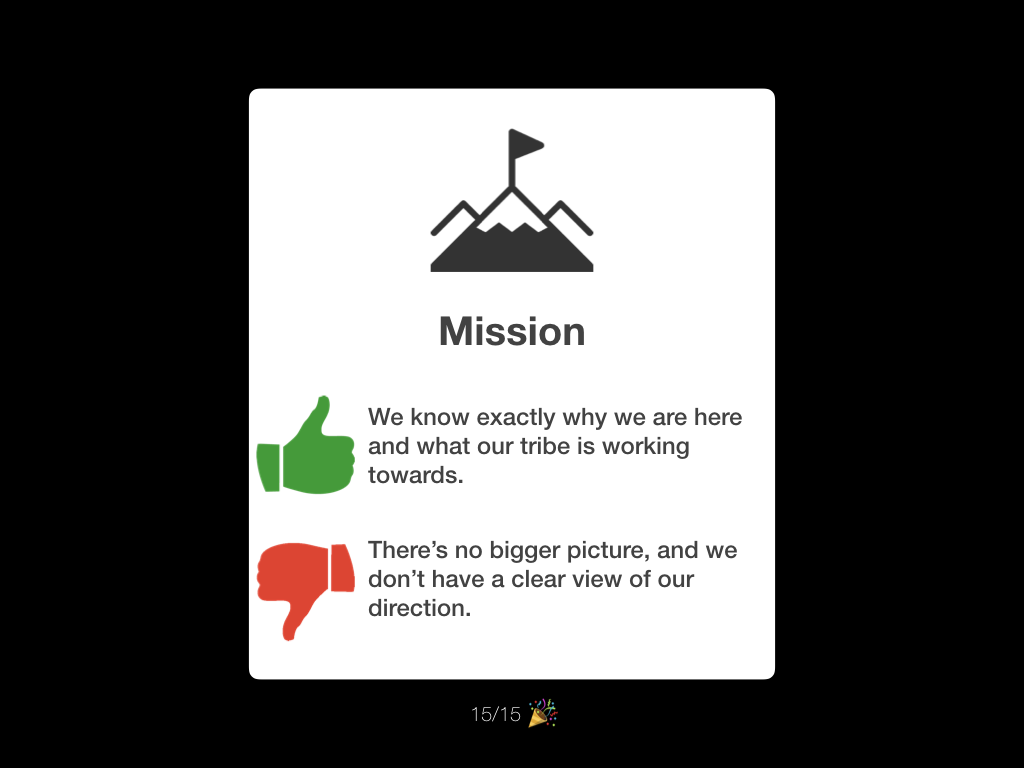 Mission
We know exactly why we are here
and what our tribe is working
towards.
There’s no bigger picture, and we
don’t have a clear view of our
direction.
15/15 🎉